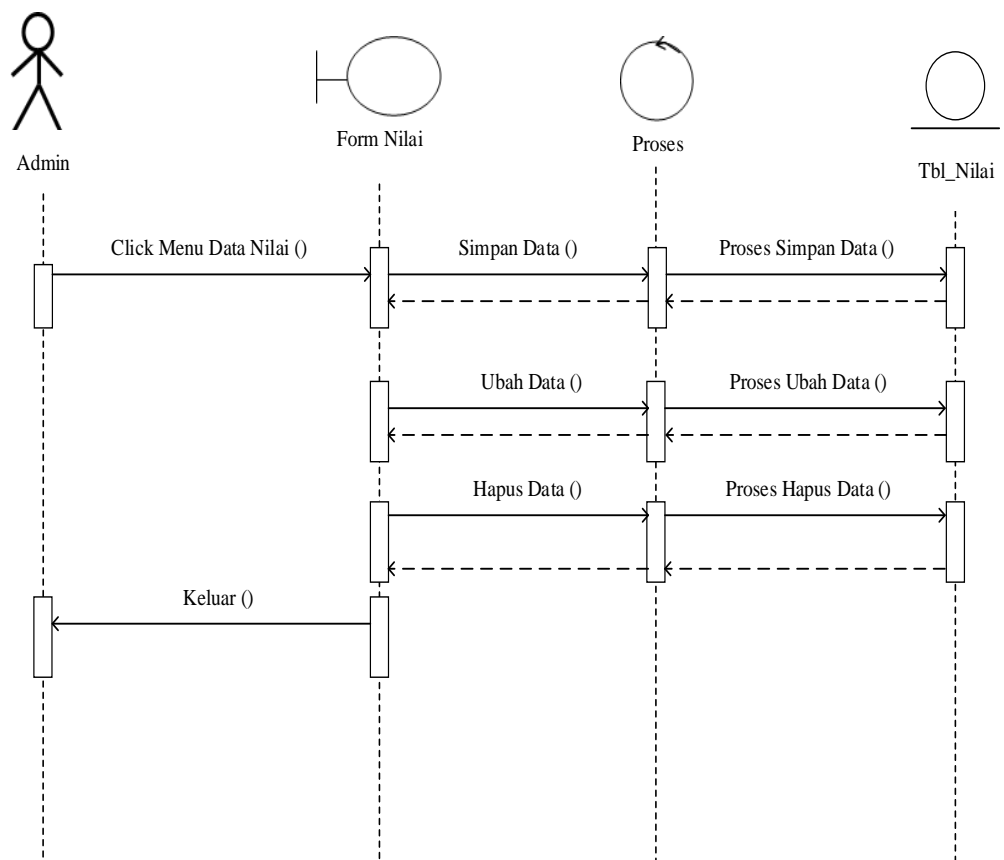 Admin
Form Nilai
Proses
Tbl_Nilai
Click Menu Data Nilai ()
Simpan Data ()
Proses Simpan Data ()
Ubah Data ()
Proses Ubah Data ()
Hapus Data ()
Proses Hapus Data ()
Keluar ()